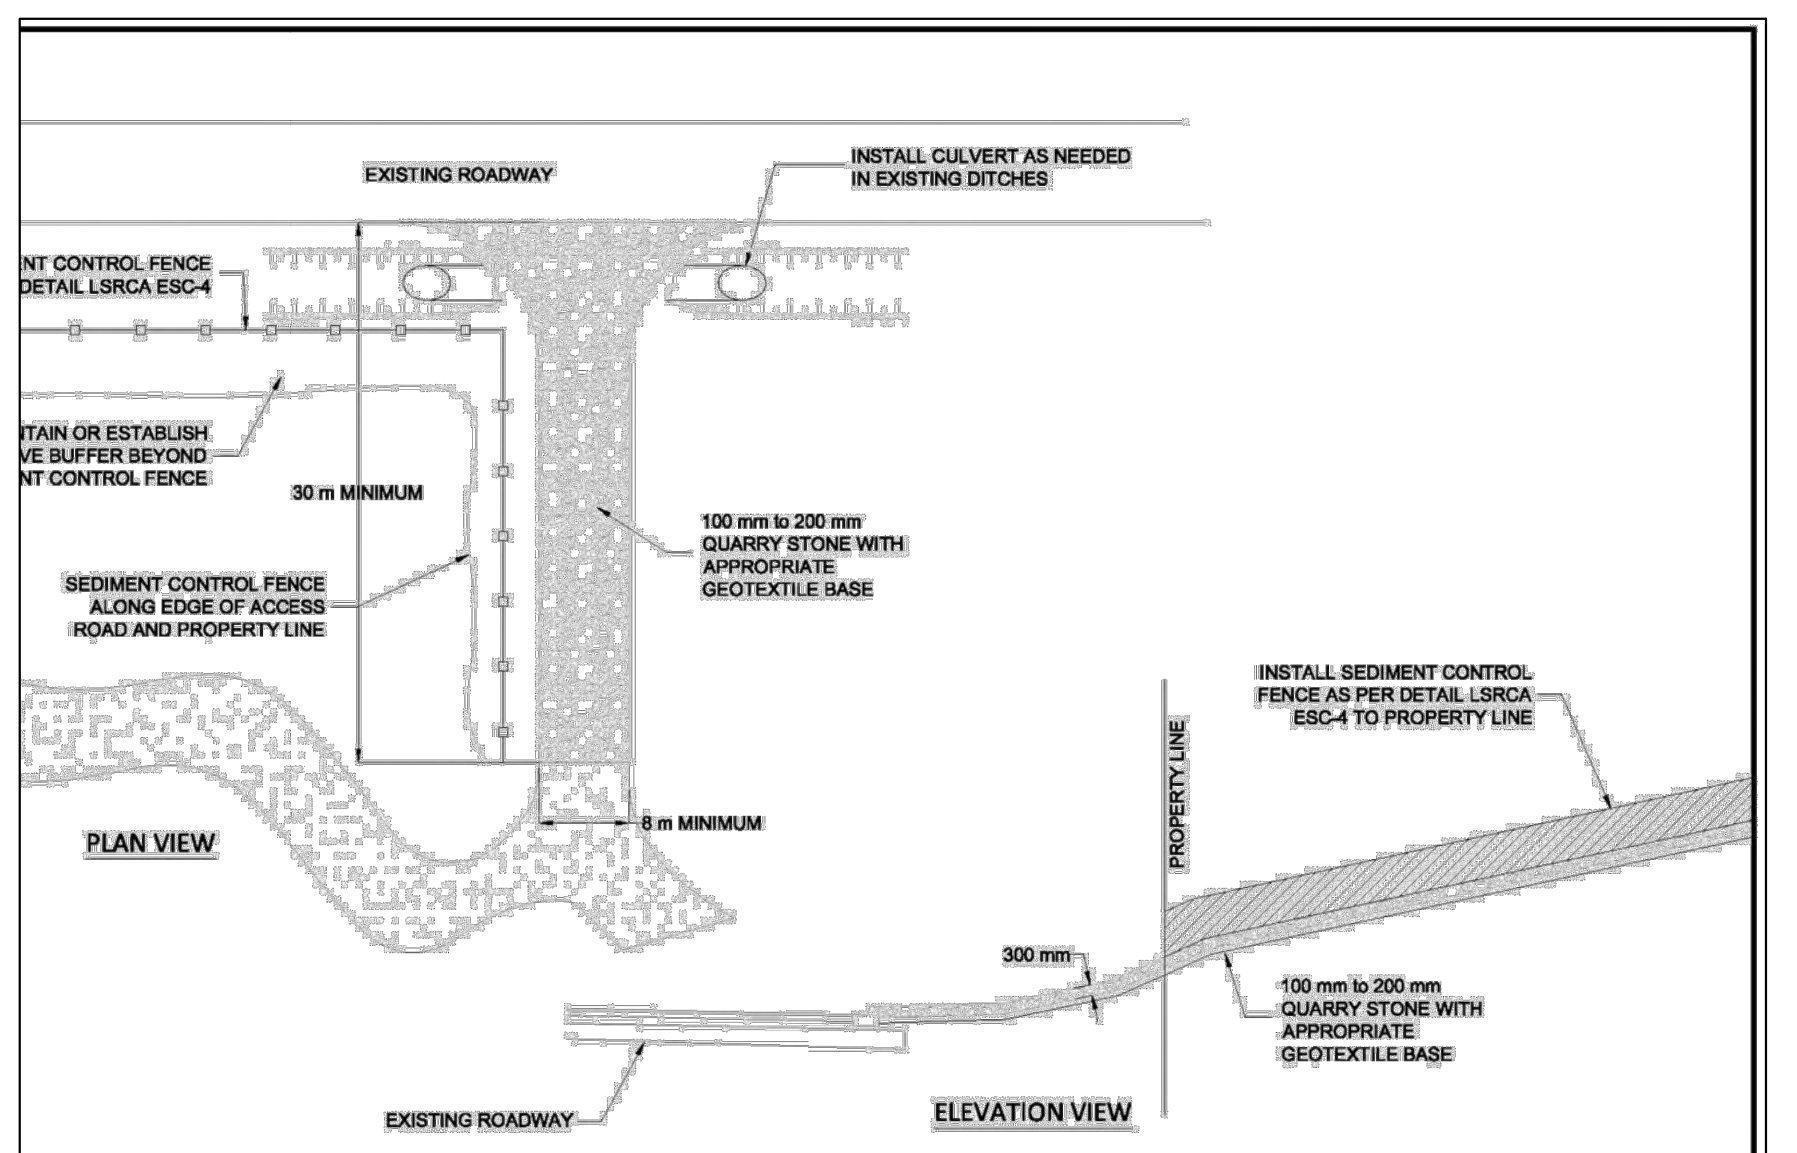 EXISTING ROADWAY
INSTALL CULVERT AS NEEDED
IN EXISTING DITCHES
CONTROL FENCE
DETAIL LSRCA ESC-4
OR ESTABLISH
BUFFER BEYOND
CONTROL FENCE
30 m MINIMUM
100 mm to 200 mm
QUARRY STONE WITH
APPROPRIATE
GEOTEXTILE BASE
SEDIMENT CONTROL FENCE
ALONG EDGE OF ACCESS
ROAD AND PROPERTY LINE
INSTALL SEDIMENT CONTROL
FENCE AS PER DETAIL LSRCA
ESC-4 TO PROPERTY LINE
PROPERTY LINE
8 m MINIMUM
PLAN VIEW
300 mm
100 mm to 200 mm
QUARRY STONE WITH
APPROPRIATE
GEOTEXTILE BASE
EXISTING ROADWAY
ELEVATION VIEW